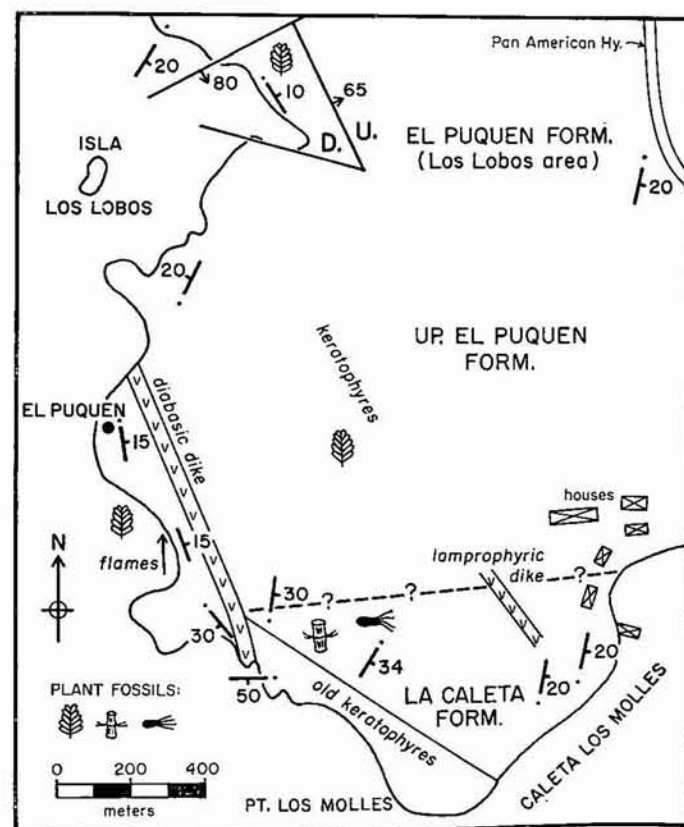 Pan American Hy.
20
80
10
65
D.
U.
EL PUQUEN FORM.
(Los Lobos area)
20
ISLA
LOS LOBOS
20
UP. EL PUQUEN
FORM.
keratophyres
diabasic dike
EL PUQUEN
15
houses
N
flames
15
lamprophyric
dike
?
?
?
30
30
34
20
20
50
old keratophyres
LA CALETA
FORM.
CALETA LOS MOLLES
PLANT FOSSILS:
0 200 400
meters
PT. LOS MOLLES